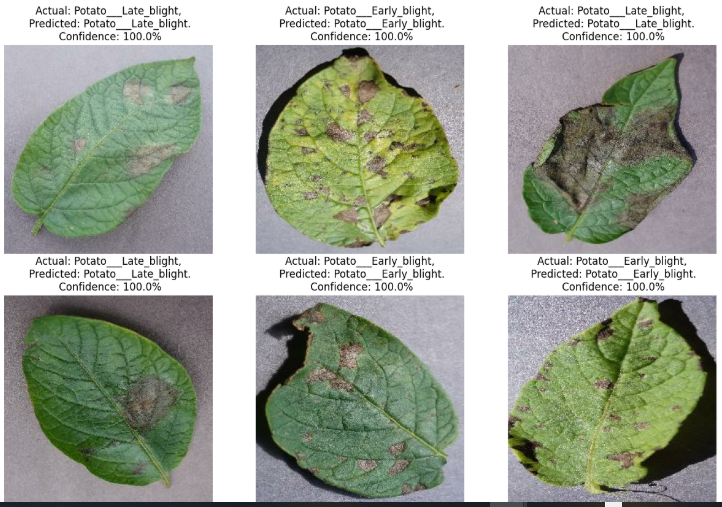 Actual: Potato___Late_blight,
Predicted: Potato___Late_blight.
Confidence: 100.0%
Actual: Potato___Early_blight,
Predicted: Potato___Early_blight.
Confidence: 100.0%
Actual: Potato___Late_blight,
Predicted: Potato___Late_blight.
Confidence: 100.0%
Actual: Potato___Late_blight,
Predicted: Potato___Late_blight.
Confidence: 100.0%
Actual: Potato___Early_blight,
Predicted: Potato___Early_blight.
Confidence: 100.0%
Actual: Potato___Early_blight,
Predicted: Potato___Early_blight.
Confidence: 100.0%